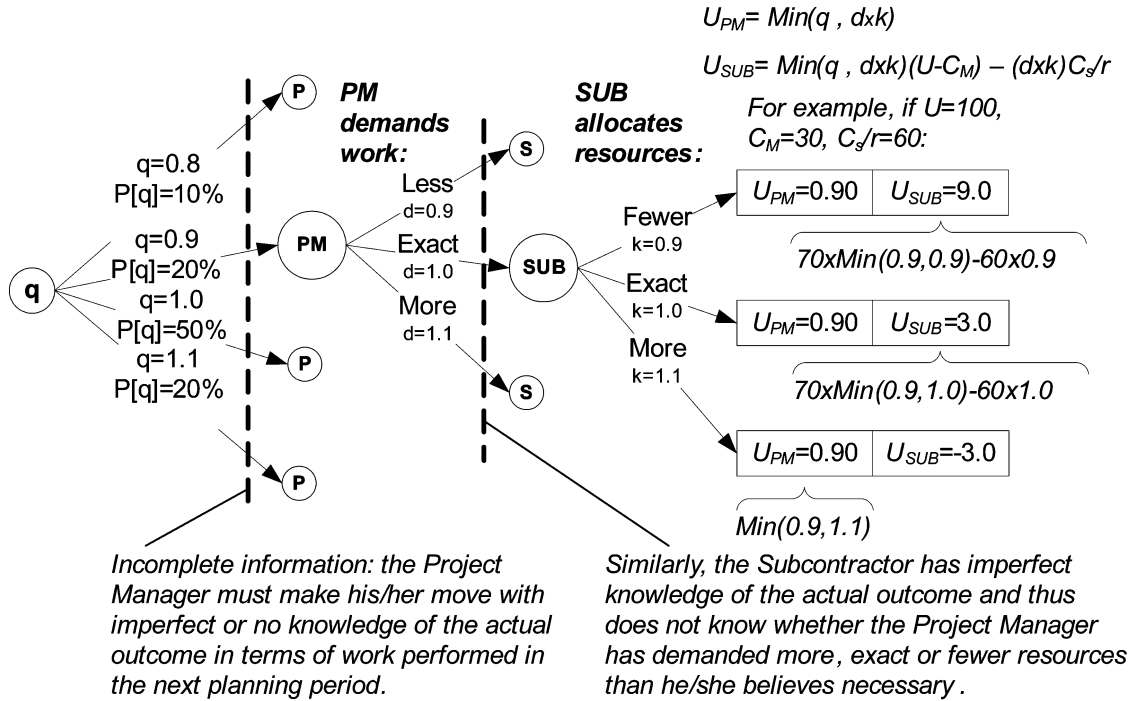 U_PM= Min(q , dxk)
U_SUB= Min(q , dxk)(U-C_M) – (dxk)C_s/r
For example, if U=100,
C_M=30, C_s/r=60:
P
PM
demands
work:
SUB
allocates
resources:
q=0.8
P[q]=10%
q=0.9
P[q]=20%
q=1.0
P[q]=50%
q=1.1
P[q]=20%
q
P
P
PM
Less
d=0.9
Exact
d=1.0
More
d=1.1
S
SUB
S
Fewer
k=0.9
Exact
k=1.0
More
k=1.1
U_PM=0.90 U_SUB=9.0
70xMin(0.9,0.9)-60x0.9
U_PM=0.90 U_SUB=3.0
70xMin(0.9,1.0)-60x1.0
U_PM=0.90 U_SUB=-3.0
Min(0.9,1.1)
Incomplete information: the Project
Manager must make his/her move with
imperfect or no knowledge of the actual
outcome in terms of work performed in
the next planning period.
Similarly, the Subcontractor has imperfect
knowledge of the actual outcome and thus
does not know whether the Project Manager
has demanded more, exact or fewer resources
than he/she believes necessary .